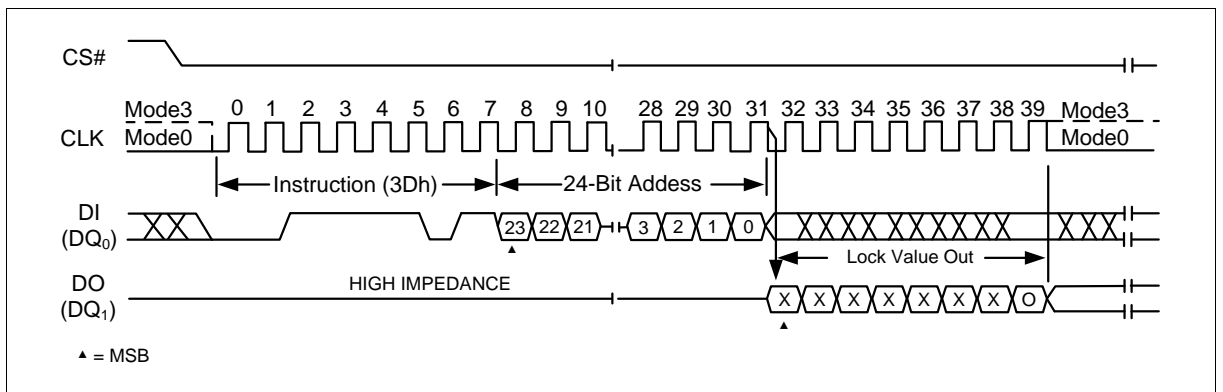 CS#
Mode3 0 1 2 3 4 5 6 7 8 9 10 28 29 30 31 32 33 34 35 36 37 38 39 Mode3
CLK Mode0 Mode0
Instruction (3Dh) 24-Bit Addess
DI
(DQ0) 23 22 21 3 2 1 0
Lock Value Out
DO HIGH IMPEDANCE
(DQ1) X X X X X X X O
▲ = MSB